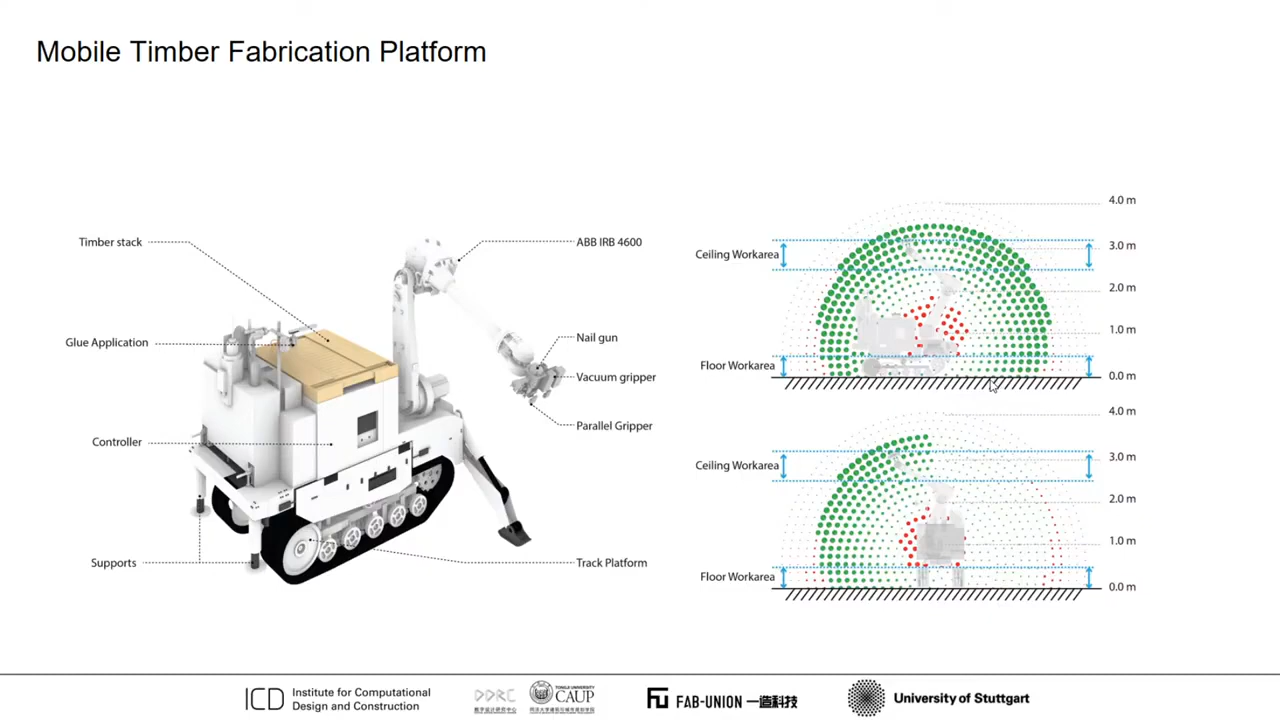 Mobile Timber Fabrication Platform
Timber stack
Glue Application
Controller
Supports
ABB IRB 4600
Nail gun
Vacuum gripper
Parallel Gripper
Track Platform
4.0 m
Ceiling Workarea
3.0 m
2.0 m
1.0 m
Floor Workarea
0.0 m
4.0 m
Ceiling Workarea
3.0 m
2.0 m
1.0 m
Floor Workarea
0.0 m
ICD
Institute for Computational
Design and Construction
DDRC
CAUP
FAB-UNION 一造科技
University of Stuttgart